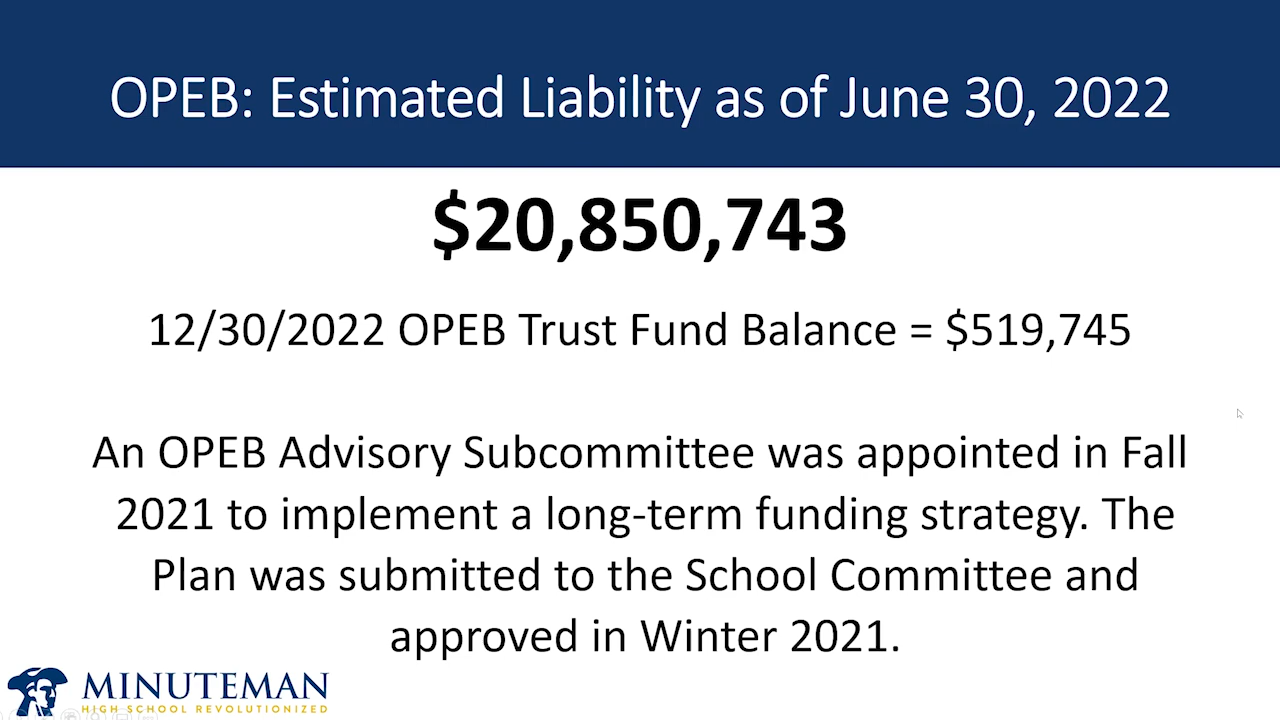 OPEB: Estimated Liability as of June 30, 2022
$20,850,743
12/30/2022 OPEB Trust Fund Balance = $519,745
An OPEB Advisory Subcommittee was appointed in Fall
2021 to implement a long-term funding strategy. The
Plan was submitted to the School Committee and
approved in Winter 2021.
MINUTEMAN
HIGH SCHOOL REVOLUTIONIZED